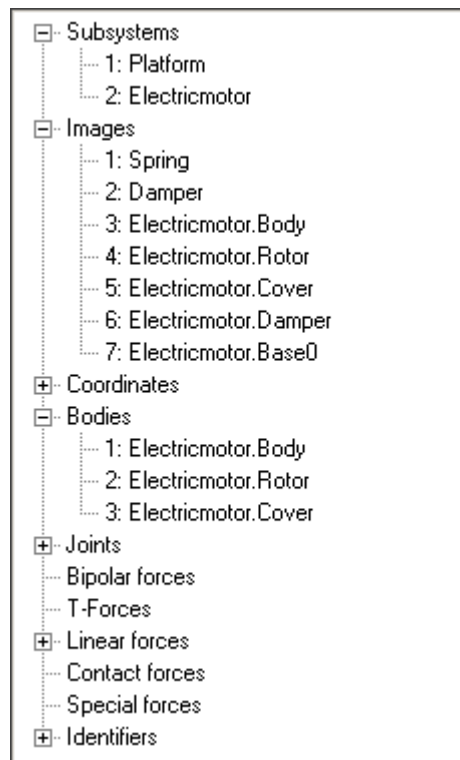 Subsystems
1: Platform
2: Electricmotor
Images
1: Spring
2: Damper
3: Electricmotor.Body
4: Electricmotor.Rotor
5: Electricmotor.Cover
6: Electricmotor.Damper
7: Electricmotor.Base0
Coordinates
Bodies
1: Electricmotor.Body
2: Electricmotor.Rotor
3: Electricmotor.Cover
Joints
Bipolar forces
T-Forces
Linear forces
Contact forces
Special forces
Identifiers